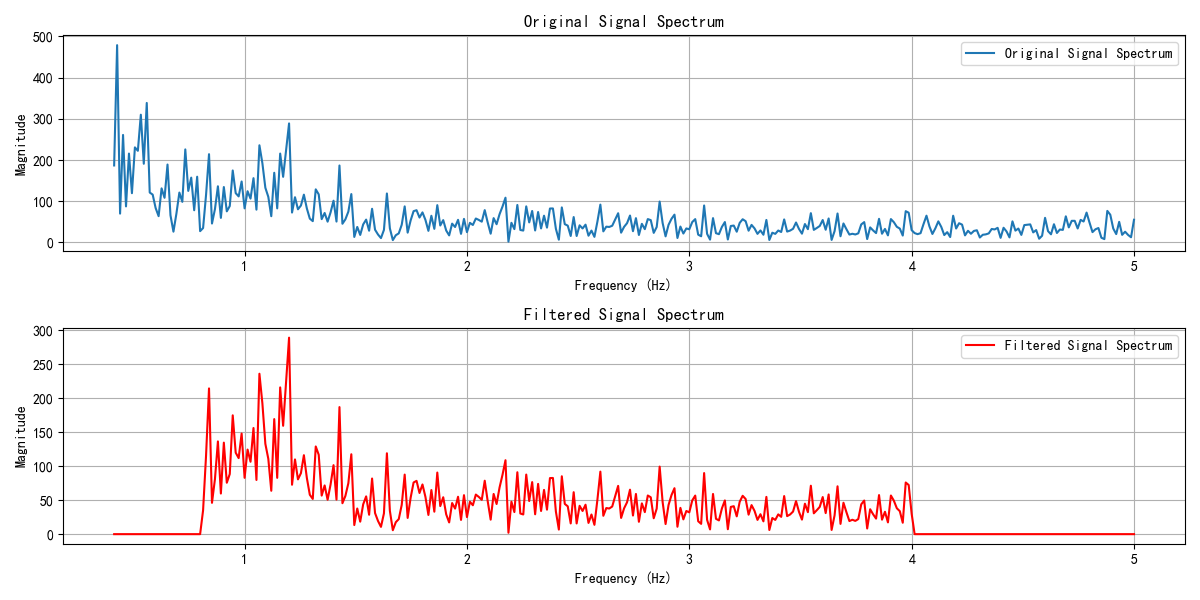 Original Signal Spectrum
500
400
300
200
100
0
Magnitude
Original Signal Spectrum
1
2
3
4
5
Frequency (Hz)
Filtered Signal Spectrum
300
250
200
150
100
50
0
Magnitude
Filtered Signal Spectrum
1
2
3
4
5
Frequency (Hz)